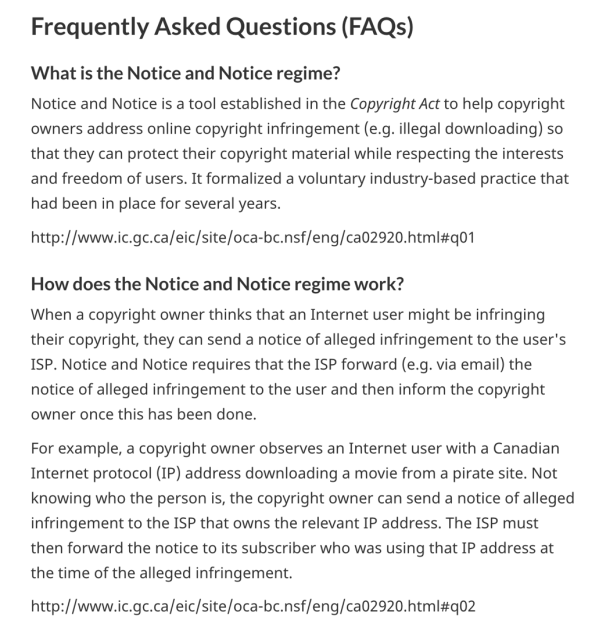 Frequently Asked Questions (FAQs)
What is the Notice and Notice regime?
Notice and Notice is a tool established in the Copyright Act to help copyright
owners address online copyright infringement (e.g. illegal downloading) so
that they can protect their copyright material while respecting the interests
and freedom of users. It formalized a voluntary industry-based practice that
had been in place for several years.
http://www.ic.gc.ca/eic/site/oca-bc.nsf/eng/ca02920.html#q01
How does the Notice and Notice regime work?
When a copyright owner thinks that an Internet user might be infringing
their copyright, they can send a notice of alleged infringement to the user's
ISP. Notice and Notice requires that the ISP forward (e.g. via email) the
notice of alleged infringement to the user and then inform the copyright
owner once this has been done.
For example, a copyright owner observes an Internet user with a Canadian
Internet protocol (IP) address downloading a movie from a pirate site. Not
knowing who the person is, the copyright owner can send a notice of alleged
infringement to the ISP that owns the relevant IP address. The ISP must
then forward the notice to its subscriber who was using that IP address at
the time of the alleged infringement.
http://www.ic.gc.ca/eic/site/oca-bc.nsf/eng/ca02920.html#q02